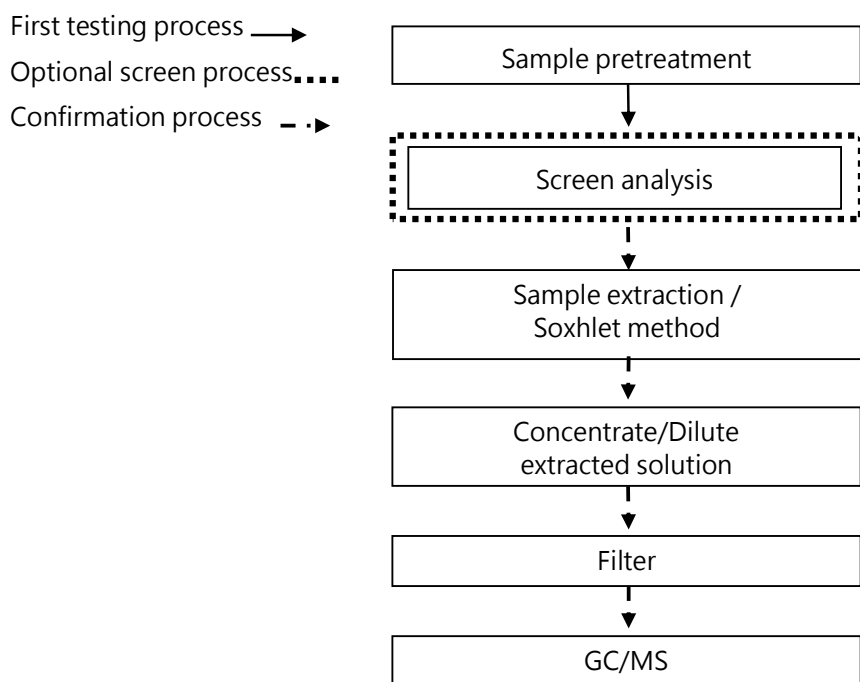 First testing process
Optional screen process
Confirmation process
Sample pretreatment
Screen analysis
Sample extraction /
Soxhlet method
Concentrate/Dilute
extracted solution
Filter
GC/MS